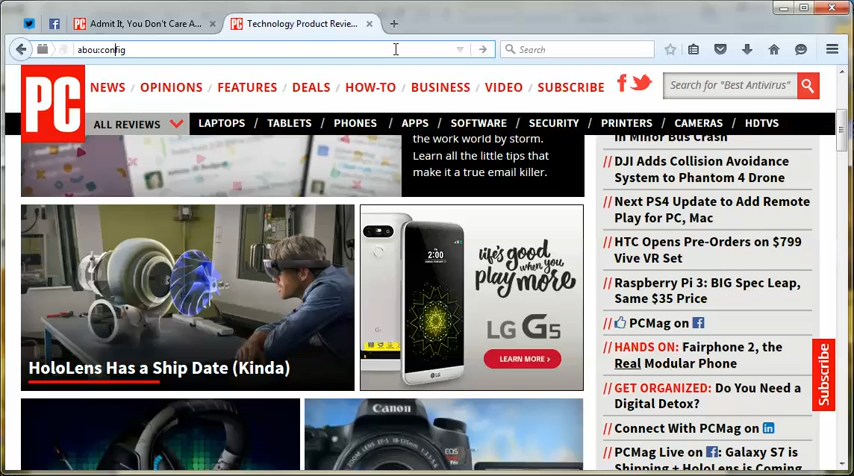 Admit It, You Don't Care A...
Technology Product Revie...
abou:config
Search
PC
NEWS / OPINIONS / FEATURES / DEALS / HOW-TO / BUSINESS / VIDEO / SUBSCRIBE
Search for "Best Antivirus"
ALL REVIEWS
LAPTOPS / TABLETS / PHONES / APPS / SOFTWARE / SECURITY / PRINTERS / CAMERAS / HDTVS
the work world by storm.
Learn all the little tips that
make it a true email killer.
HoloLens Has a Ship Date (Kinda)
2:00
life's good
when you
play more
LG G5
LEARN MORE >
Canon
in Minor Bus Crash
// DJI Adds Collision Avoidance
System to Phantom 4 Drone
// Next PS4 Update to Add Remote
Play for PC, Mac
// HTC Opens Pre-Orders on $799
Vive VR Set
// Raspberry Pi 3: BIG Spec Leap,
Same $35 Price
// PCMag on
// HANDS ON: Fairphone 2, the
Really Modular Phone
// GET ORGANIZED: Do You Need a
Digital Detox?
// Connect With PCMag on in
// PCMag Live on : Galaxy S7 is
Shipping + HoloLens is Coming
Subscribe